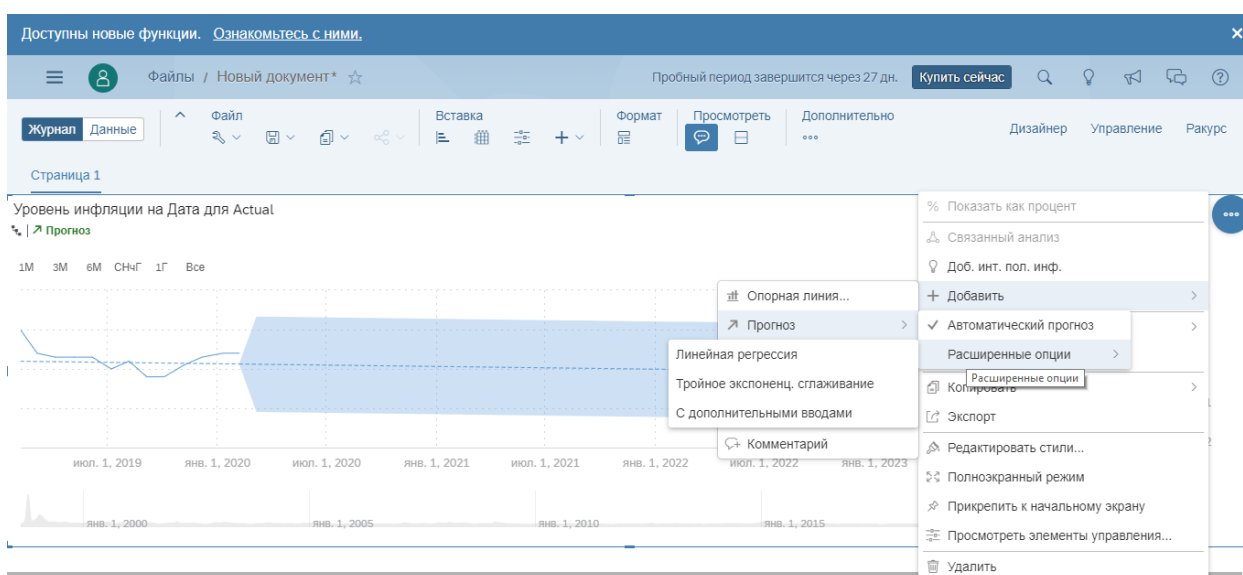 Доступны новые функции. Ознакомьтесь с ними.
Файлы / Новый документ*
Пробный период завершится через 27 дн. Купить сейчас
Журнал Данные
Файл
Вставка
Формат
Просмотреть
Дополнительно
Дизайнер Управление Ракурс
Страница 1
Уровень инфляции на Дата для Actual
Прогноз
1М 3М 6М СНчГ 1Г Все
июл. 1, 2019 янв. 1, 2020 июл. 1, 2020 янв. 1, 2021 июл. 1, 2021 янв. 1, 2022 июл. 1, 2022 янв. 1, 2023
янв. 1, 2000 янв. 1, 2005 янв. 1, 2010 янв. 1, 2015
Опорная линия...
Прогноз
Комментарий
Линейная регрессия
Тройное экспоненц. сглаживание
С дополнительными вводами
Автоматический прогноз
Расширенные опции
Расширенные опции
% Показать как процент
Связанный анализ
Доб. инт. пол. инф.
Добавить
Копировать
Экспорт
Редактировать стили...
Полноэкранный режим
Прикрепить к начальному экрану
Просмотреть элементы управления...
Удалить